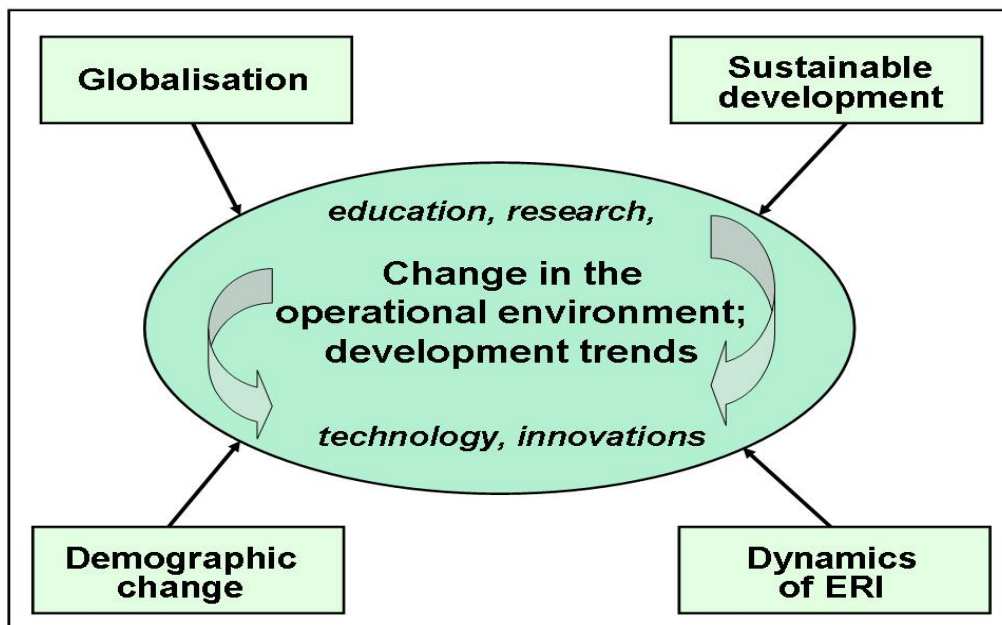 Globalisation
Sustainable
development
education, research,
Change in the
operational environment;
development trends
technology, innovations
Demographic
change
Dynamics
of ERI